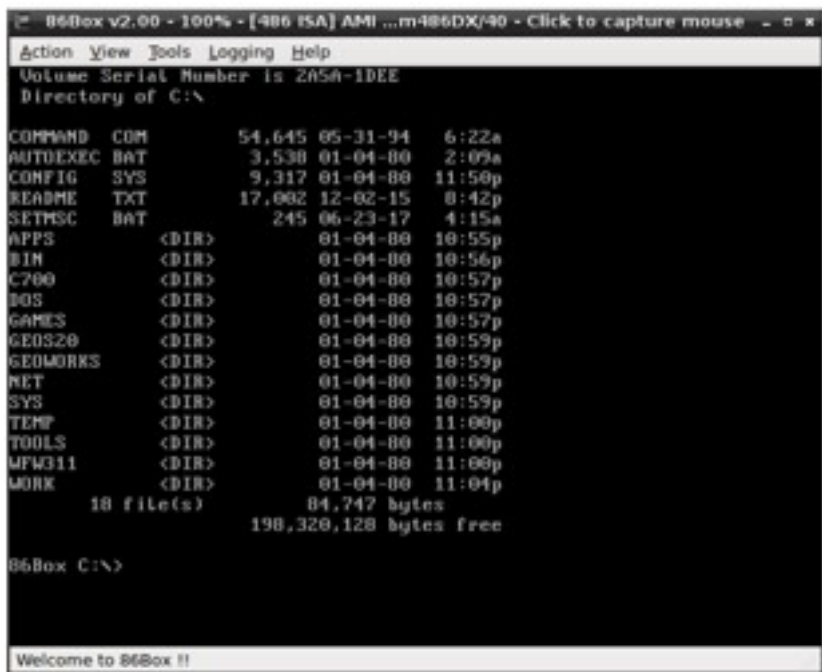 86Box v2.00 - 100% - [486 ISA] AMI ...m486DX/40 - Click to capture mouse
Action View Tools Logging Help
Volume Serial Number is 2A5A-1DEE
Directory of C:\
COMMAND COM 54,645 05-31-94 6:22a
AUTOEXEC BAT 3,538 01-04-80 2:09a
CONFIG SYS 9,317 01-04-80 11:50p
README TXT 17,002 12-02-15 8:42p
SETMSC BAT 245 06-23-17 4:15a
APPS <DIR> 01-04-80 10:55p
BIN <DIR> 01-04-80 10:56p
C700 <DIR> 01-04-80 10:57p
DOS <DIR> 01-04-80 10:57p
GAMES <DIR> 01-04-80 10:57p
GEOS20 <DIR> 01-04-80 10:59p
GEOWORKS <DIR> 01-04-80 10:59p
NET <DIR> 01-04-80 10:59p
SYS <DIR> 01-04-80 10:59p
TEMP <DIR> 01-04-80 11:00p
TOOLS <DIR> 01-04-80 11:00p
WFW311 <DIR> 01-04-80 11:00p
WORK <DIR> 01-04-80 11:04p
18 file(s) 84,747 bytes
198,320,128 bytes free
86Box C:\>
Welcome to 86Box !!